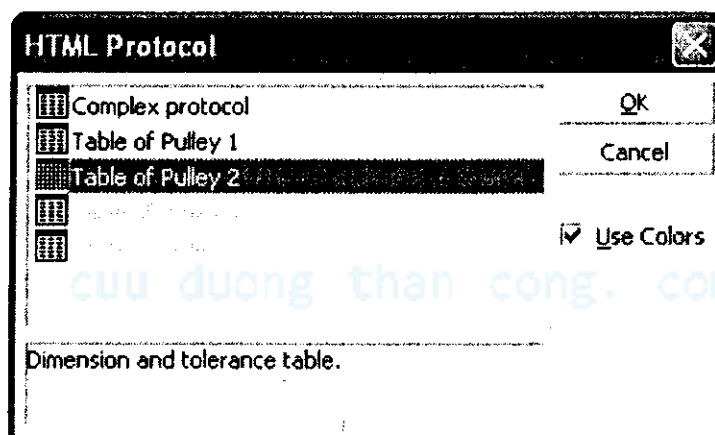 HTML Protocol
Complex protocol
Table of Pulley 1
Table of Pulley 2
OK
Cancel
Use Colors
cuu duong than cong. com
Dimension and tolerance table.